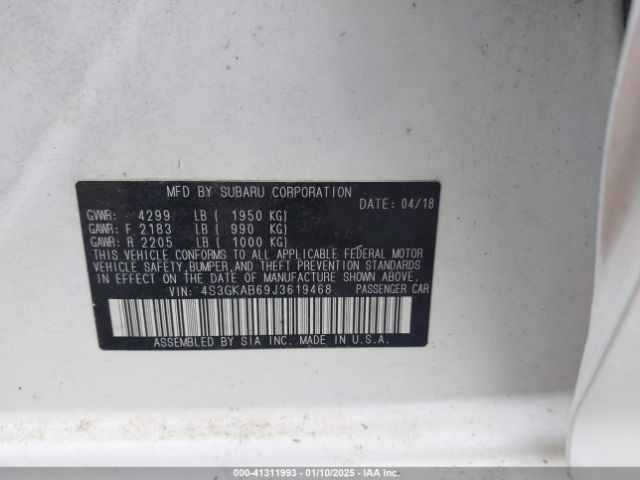 MFD BY SUBARU CORPORATION
DATE: 04/18
GVWR: 4299 LB ( 1950 KG)
GAWR: F 2183 LB ( 990 KG)
GAWR: R 2205 LB ( 1000 KG)
THIS VEHICLE CONFORMS TO ALL APPLICABLE FEDERAL MOTOR
VEHICLE SAFETY,BUMPER,AND THEFT PREVENTION STANDARDS
IN EFFECT ON THE DATE OF MANUFACTURE SHOWN ABOVE.
VIN: 4S3GKAB69J3619468 PASSENGER CAR
ASSEMBLED BY SIA INC. MADE IN U.S.A.
000-41311993 - 01/10/2025 - IAA Inc.